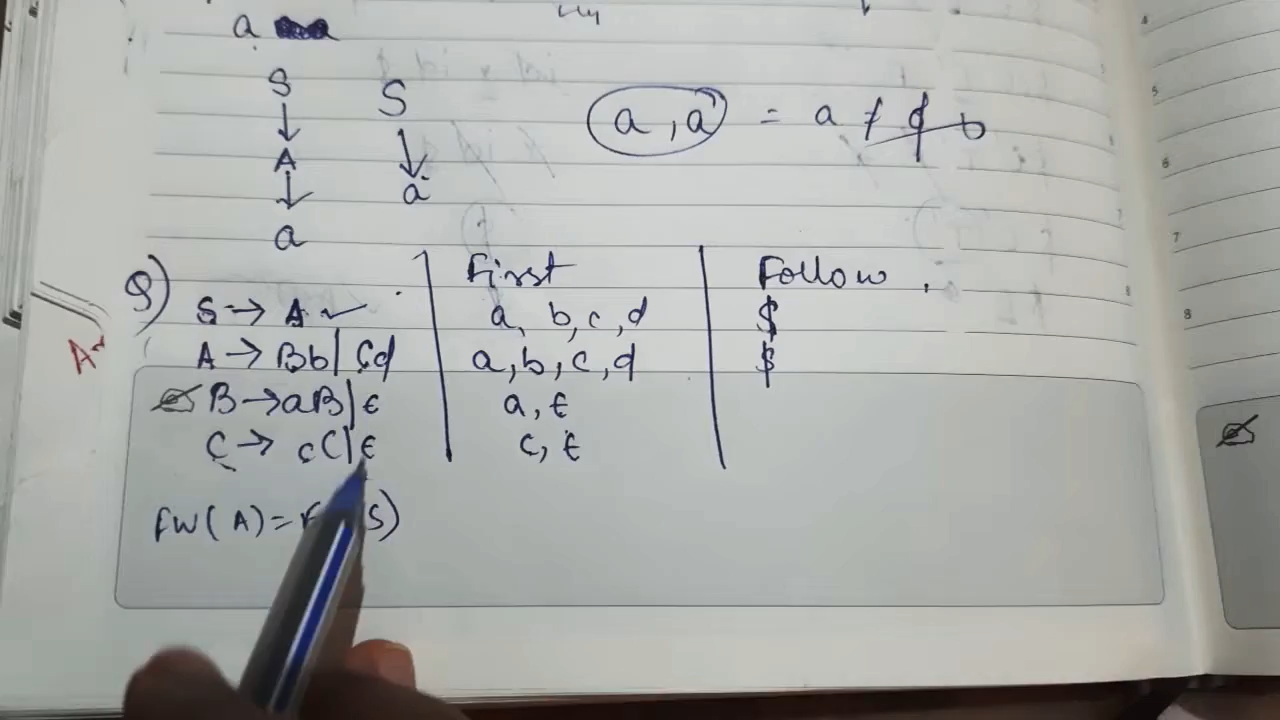 a
S S
a , a = a
A a
a
Q) First Follow
S → A a, b, c, d $
A → Bb | Cd a, b, c, d $
B → aB | ε a, ε
C → cC | ε c, ε
FW(A) = S)
A